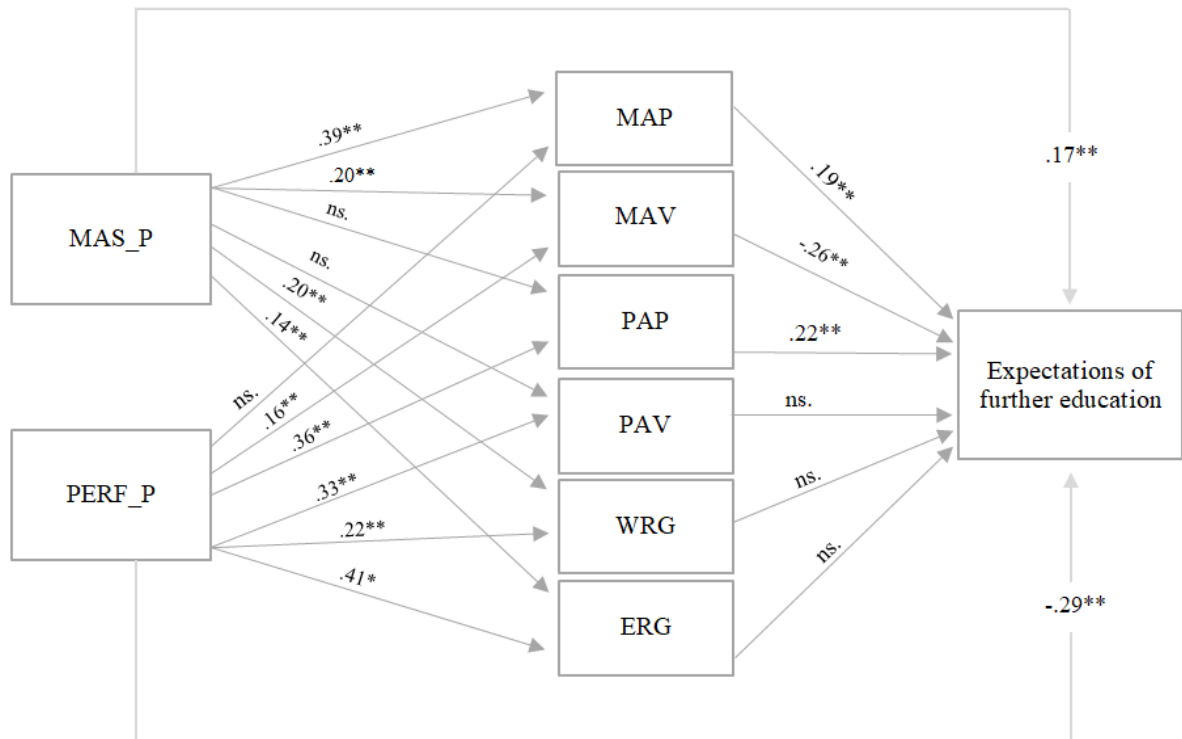 MAP
.39**
.17**
.19**
.20**
MAV
MAS_P
ns.
-.26**
ns.
.20**
PAP
.22**
.14**
Expectations of
further education
ns.
.16**
PAV
ns.
.36**
PERF_P
.33**
ns.
WRG
.22**
ns.
.41*
-.29**
ERG